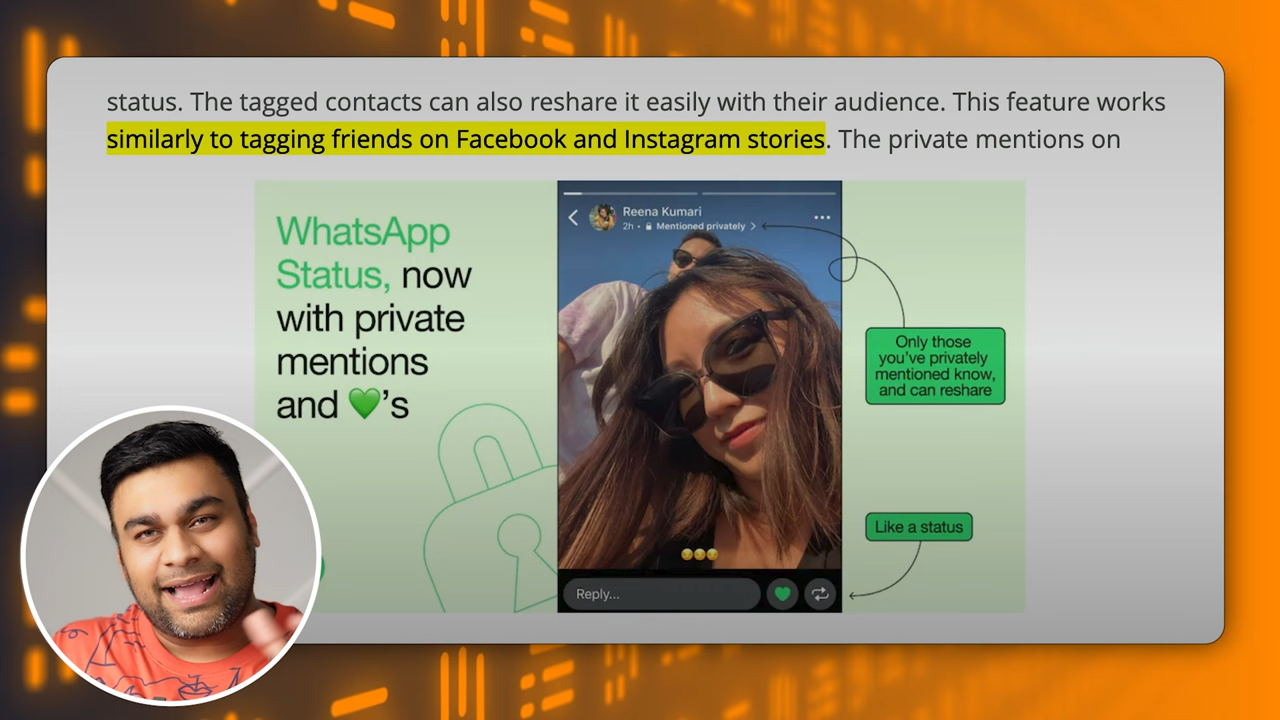 status. The tagged contacts can also reshare it easily with their audience. This feature works
similarly to tagging friends on Facebook and Instagram stories. The private mentions on
WhatsApp
Status, now
with private
mentions
and 💚's
Reena Kumari
2h • 🔒 Mentioned privately >
Only those
you've privately
mentioned know,
and can reshare
Like a status
Reply...